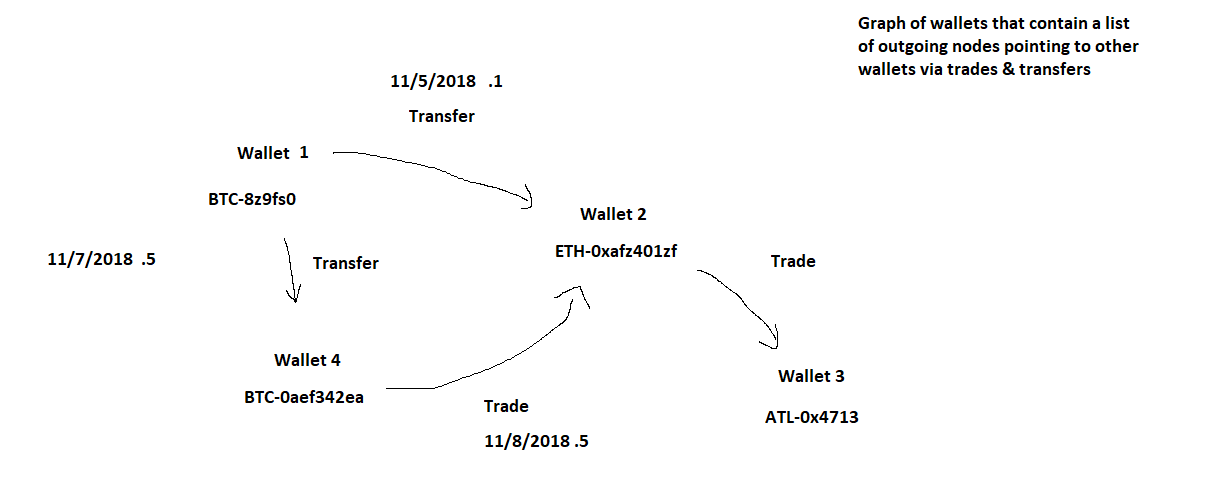 Graph of wallets that contain a list
of outgoing nodes pointing to other
wallets via trades & transfers
11/5/2018 .1
Transfer
Wallet 1
BTC-8z9fs0
Wallet 2
ETH-0xafz401zf
11/7/2018 .5
Transfer
Trade
Wallet 4
BTC-0aef342ea
Wallet 3
ATL-0x4713
Trade
11/8/2018 .5